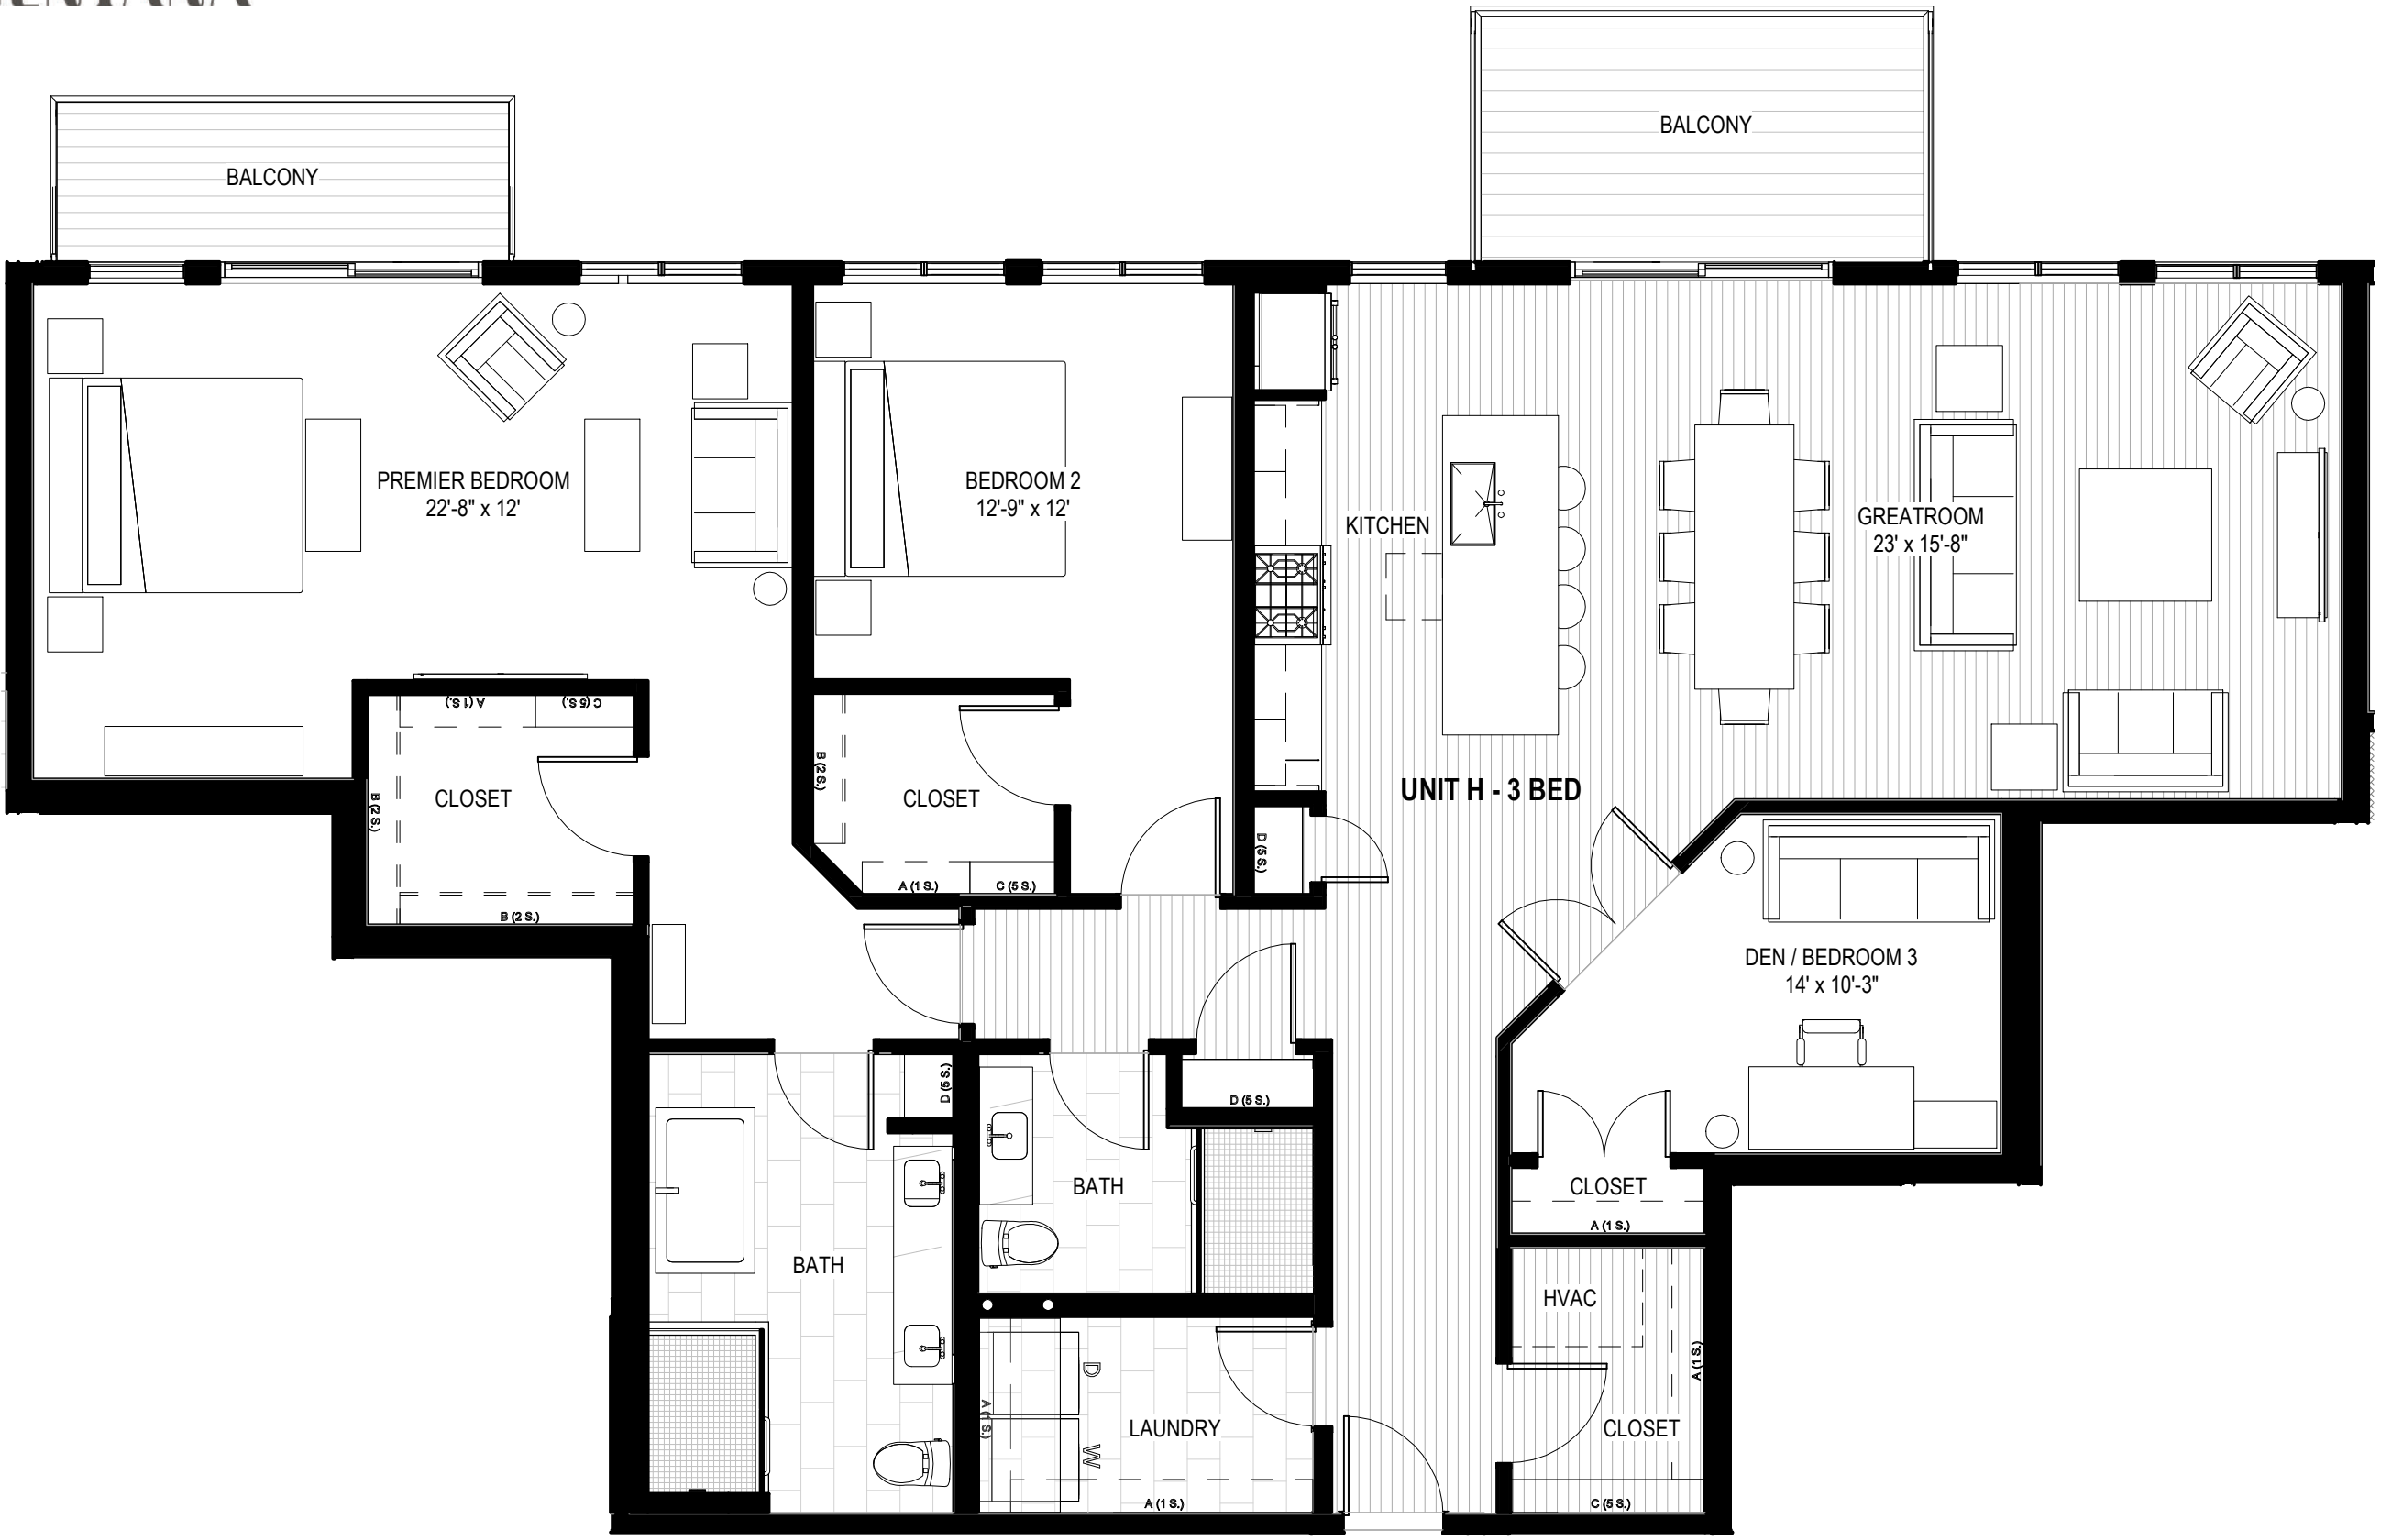 BALCONY
BALCONY
PREMIER BEDROOM
22'-8" x 12'
BEDROOM 2
12'-9" x 12'
KITCHEN
GREATROOM
23' x 15'-8"
UNIT H - 3 BED
A (1 S.)
C (5 S.)
B (2 S.)
CLOSET
B (2 S.)
B (2 S.)
CLOSET
A (1 S.)
C (5 S.)
D (5 S.)
DEN / BEDROOM 3
14' x 10'-3"
D (5 S.)
D (5 S.)
BATH
BATH
CLOSET
A (1 S.)
HVAC
A (1 S.)
CLOSET
C (5 S.)
D
W
A (1 S.)
LAUNDRY
A (1 S.)